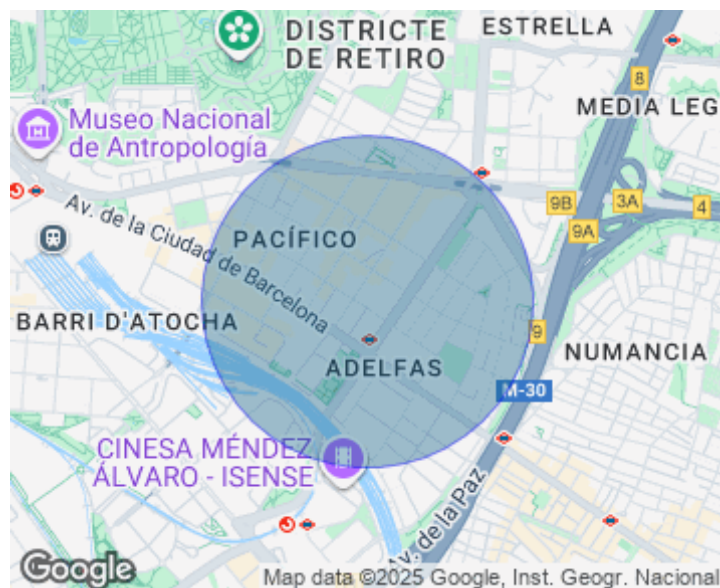 ESTRELLA
DISTRICTE
DE RETIRO
8
MEDIA LEG
Museo Nacional
de Antropología
3A
4
9B
9A
Av. de la Ciudad de Barcelona
PACÍFICO
BARRI D'ATOCHA
9
NUMANCIA
ADELFAS
M-30
CINESA MÉNDEZ
ÁLVARO - ISENSE
Av. de la Paz
Google
Map data ©2025 Google, Inst. Geogr. Nacional